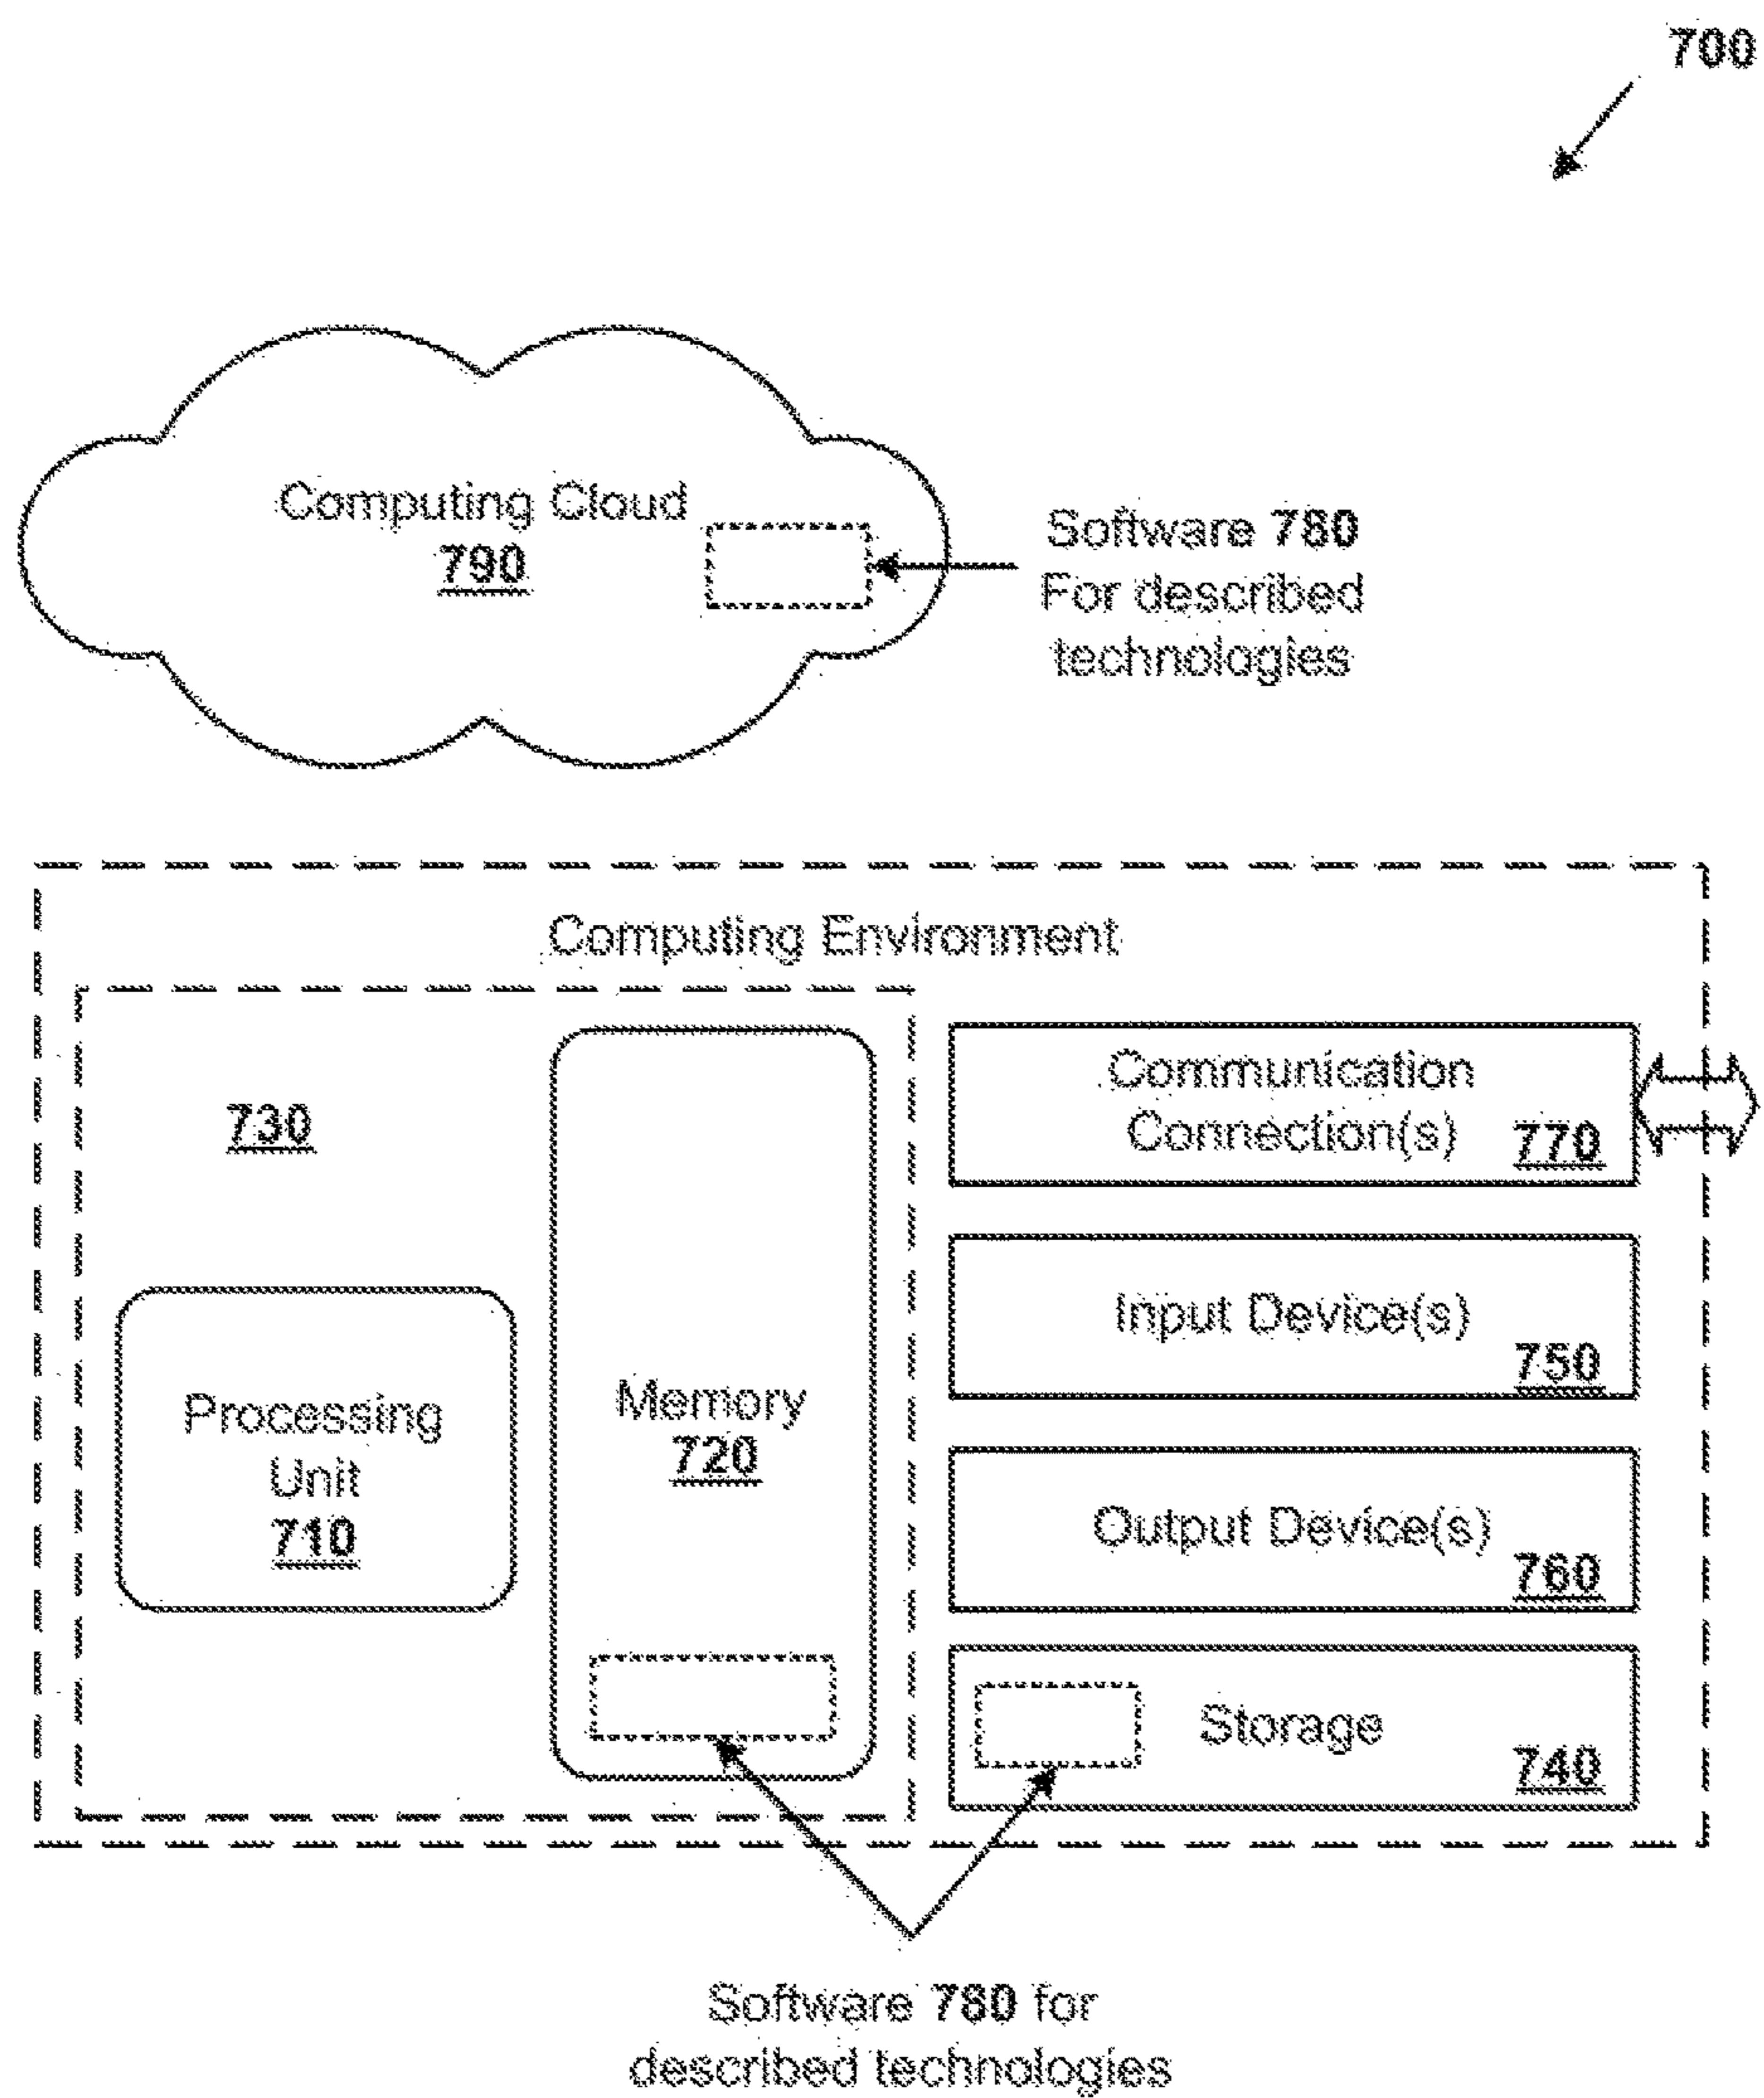 700
Computing Cloud
790
Software 780
For described
technologies
Computing Environment
730
Processing
Unit
710
Memory
720
Communication
Connection(s)
770
Input Device(s)
750
Output Device(s)
760
Storage
740
Software 780 for
described technologies